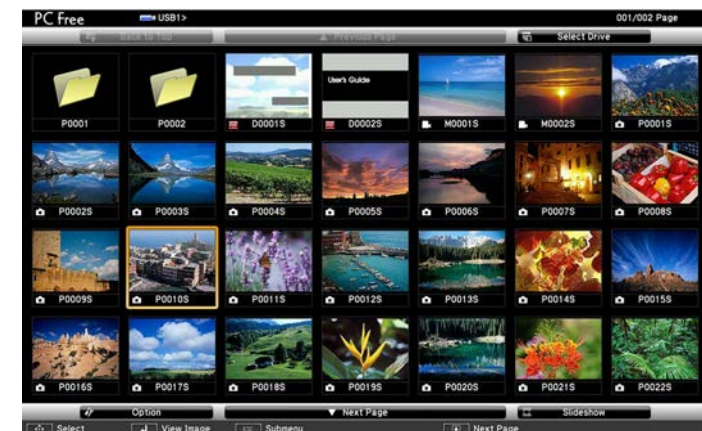 PC Free USB1> 001/002 Page
Back to Top Previous Page Select Drive
User's Guide
P0001 P0002 D0001S D0002S M0001S M0002S P0001S
P0002S P0003S P0004S P0005S P0006S P0007S P0008S
P0009S P0010S P0011S P0012S P0013S P0014S P0015S
P0016S P0017S P0018S P0019S P0020S P0021S P0022S
Option Next Page Slideshow
Select View Image Submenu Next Page